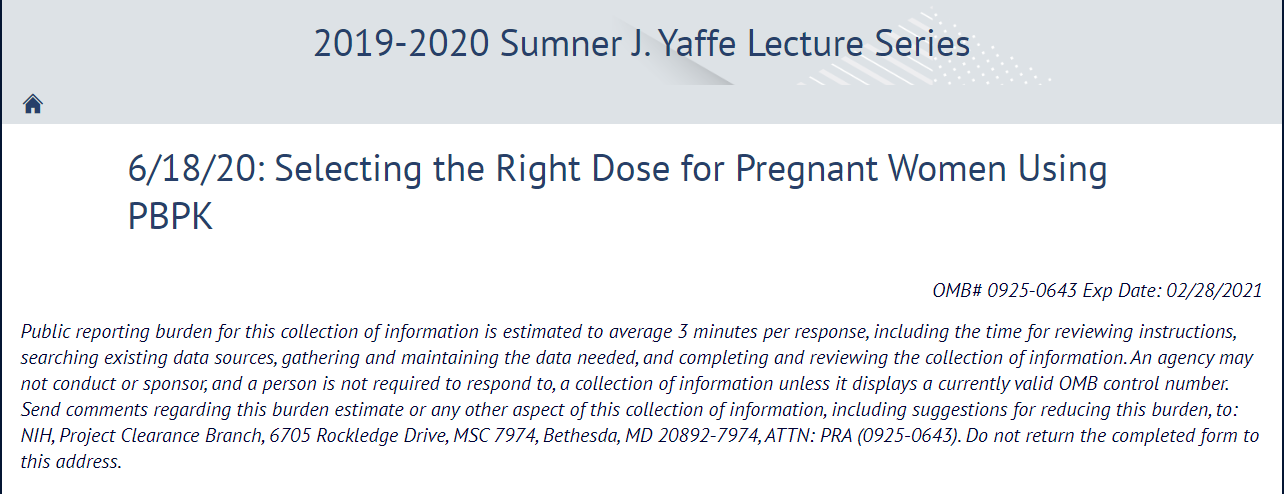 2019-2020 Sumner J. Yaffe Lecture Series
6/18/20: Selecting the Right Dose for Pregnant Women Using
PBPK
OMB# 0925-0643 Exp Date: 02/28/2021
Public reporting burden for this collection of information is estimated to average 3 minutes per response, including the time for reviewing instructions,
searching existing data sources, gathering and maintaining the data needed, and completing and reviewing the collection of information. An agency may
not conduct or sponsor, and a person is not required to respond to, a collection of information unless it displays a currently valid OMB control number.
Send comments regarding this burden estimate or any other aspect of this collection of information, including suggestions for reducing this burden, to:
NIH, Project Clearance Branch, 6705 Rockledge Drive, MSC 7974, Bethesda, MD 20892-7974, ATTN: PRA (0925-0643). Do not return the completed form to
this address.